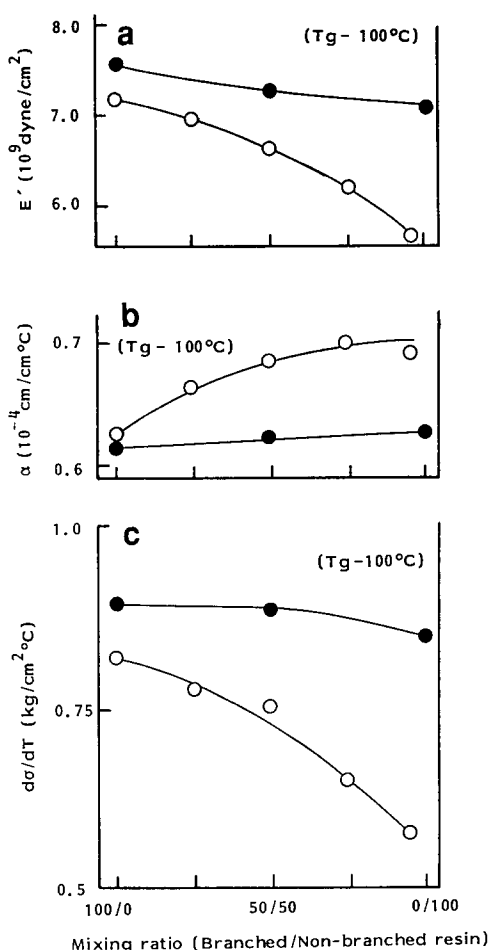 a
(Tg - 100°C)
8.0
7.0
6.0
E´ (10⁹dyne/cm²)
b
(Tg - 100°C)
0.7
0.6
α (10⁻⁴cm/cm°C)
c
(Tg-100°C)
1.0
0.75
0.5
dσ/dT (kg/cm²°C)
100/0 50/50 0/100
Mixing ratio (Branched/Non-branched resin)